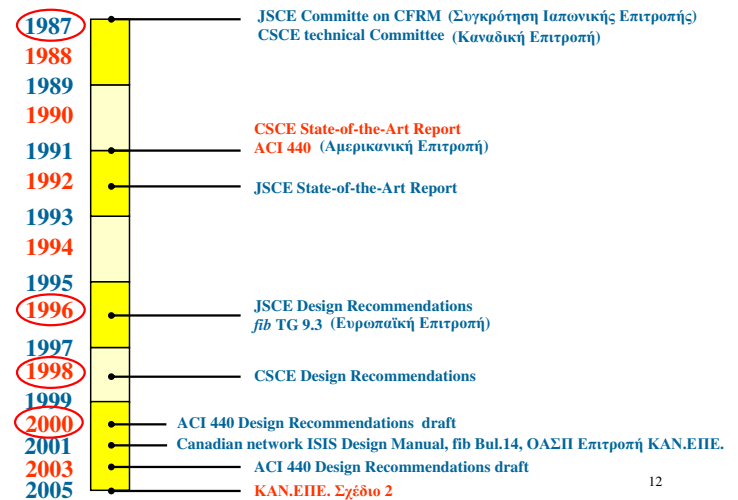 1987 JSCE Committe on CFRM (Συγκρότηση Ιαπωνικής Επιτροπής)
CSCE technical Committee (Καναδική Επιτροπή)
1988
1989
1990
CSCE State-of-the-Art Report
1991 ACI 440 (Αμερικανική Επιτροπή)
1992 JSCE State-of-the-Art Report
1993
1994
1995
1996 JSCE Design Recommendations
fib TG 9.3 (Ευρωπαϊκή Επιτροπή)
1997
1998 CSCE Design Recommendations
1999
2000 ACI 440 Design Recommendations draft
2001 Canadian network ISIS Design Manual, fib Bul.14, ΟΑΣΠ Επιτροπή ΚΑΝ.ΕΠΕ.
2003 ACI 440 Design Recommendations draft
2005 ΚΑΝ.ΕΠΕ. Σχέδιο 2
12